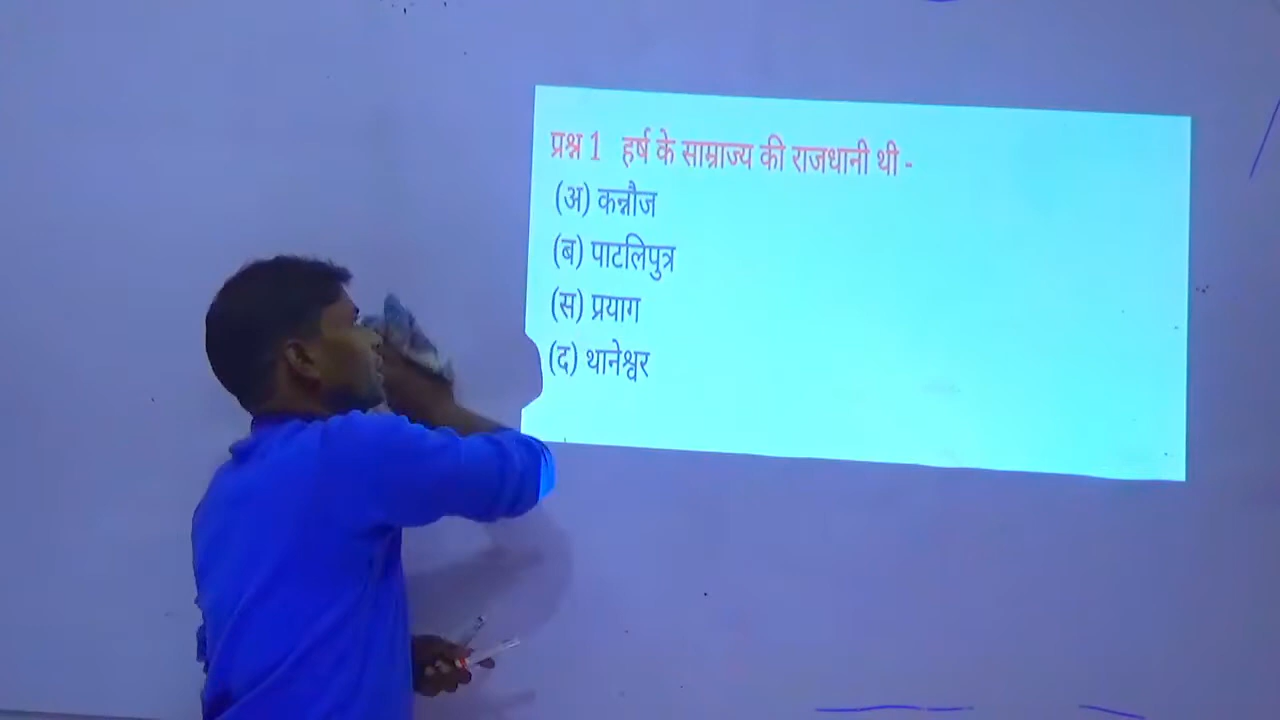 प्रश्न 1 हर्ष के साम्राज्य की राजधानी थी -
(अ) कन्नौज
(ब) पाटलिपुत्र
(स) प्रयाग
(द) थानेश्वर